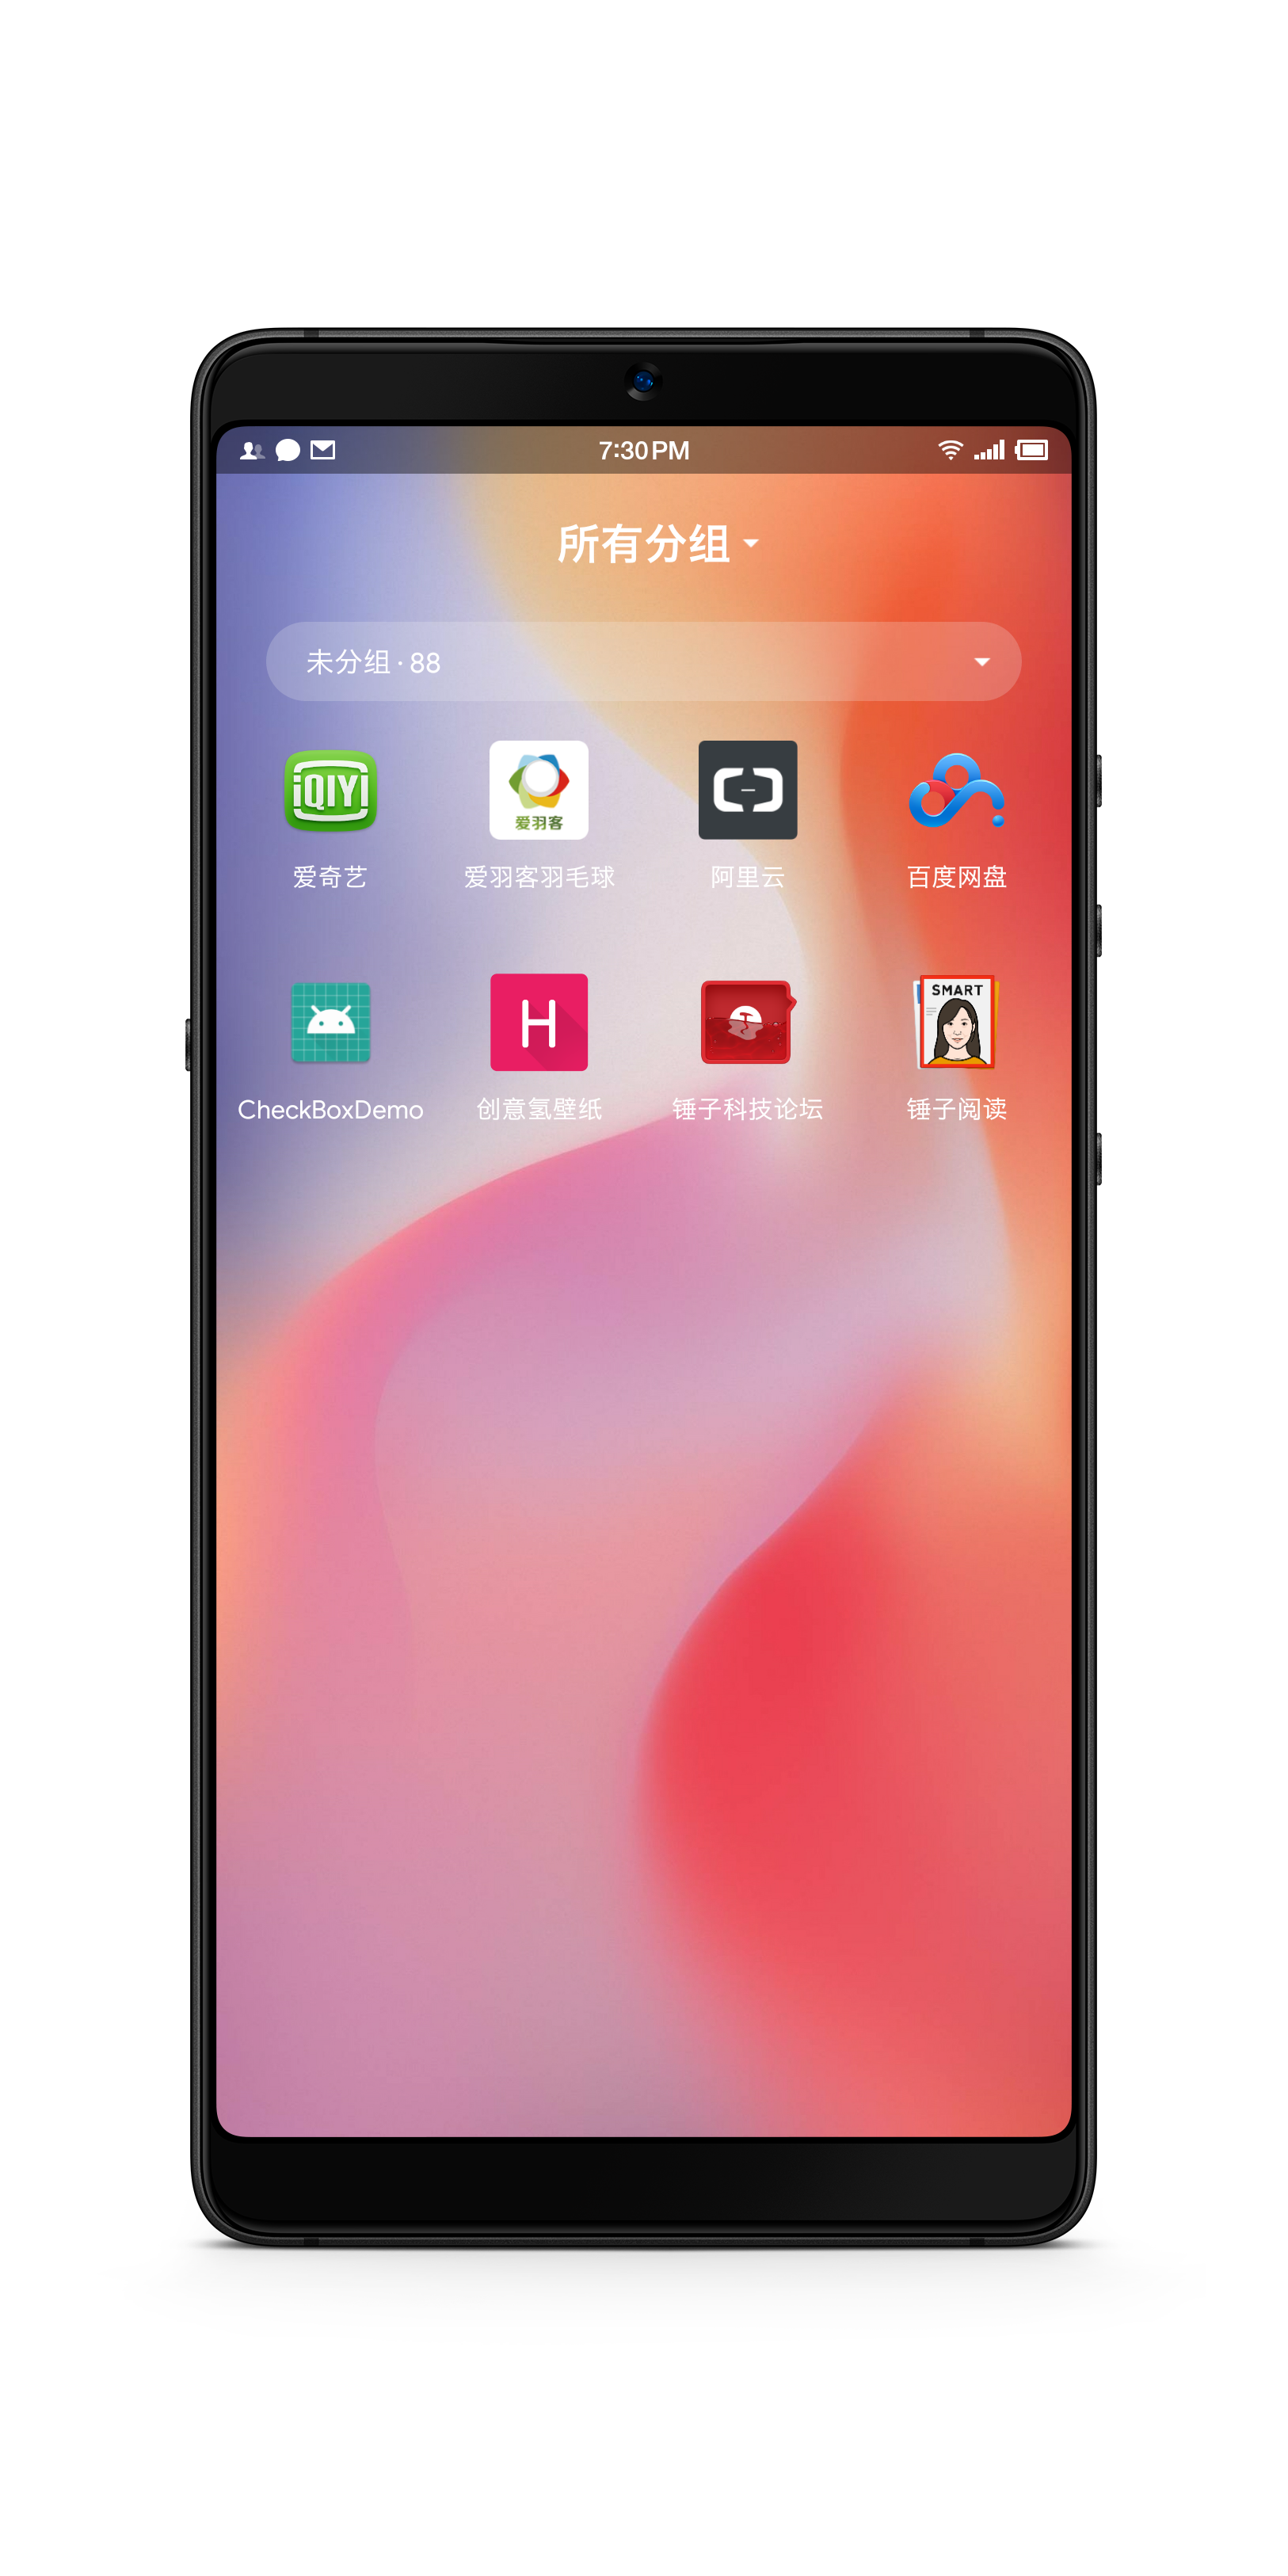 7:30 PM
所有分组
未分组 · 88
iQIYI
爱羽客
爱奇艺
爱羽客羽毛球
阿里云
百度网盘
H
SMART
CheckBoxDemo
创意氢壁纸
锤子科技论坛
锤子阅读